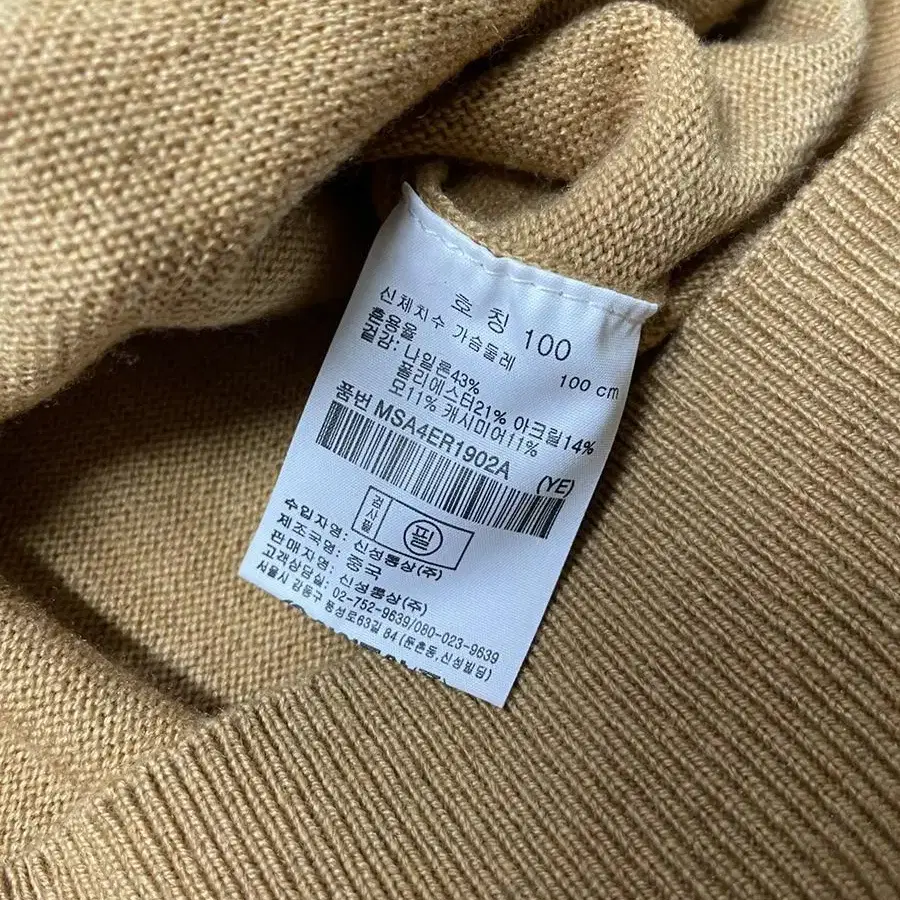 호 칭 100
신체치수 가슴둘레 100 cm
혼용율
겉감: 나일론43%
폴리에스터21% 아크릴14%
모11% 캐시미어11%
품번 MSA4ER1902A (YE)
검사필 필
수입자명: 신성통상(주)
제조국명: 중국
판매자명: 신성통상(주)
고객상담실: 02-752-9639/080-023-9639
서울시 강동구 풍성로63길 84 (둔촌동,신성빌딩)